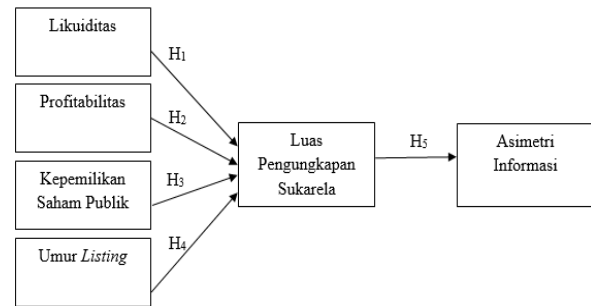 Likuiditas
H1
Profitabilitas
H2
Kepemilikan
Saham Publik
H3
Umur Listing
H4
Luas
Pengungkapan
Sukarela
H5
Asimetri
Informasi